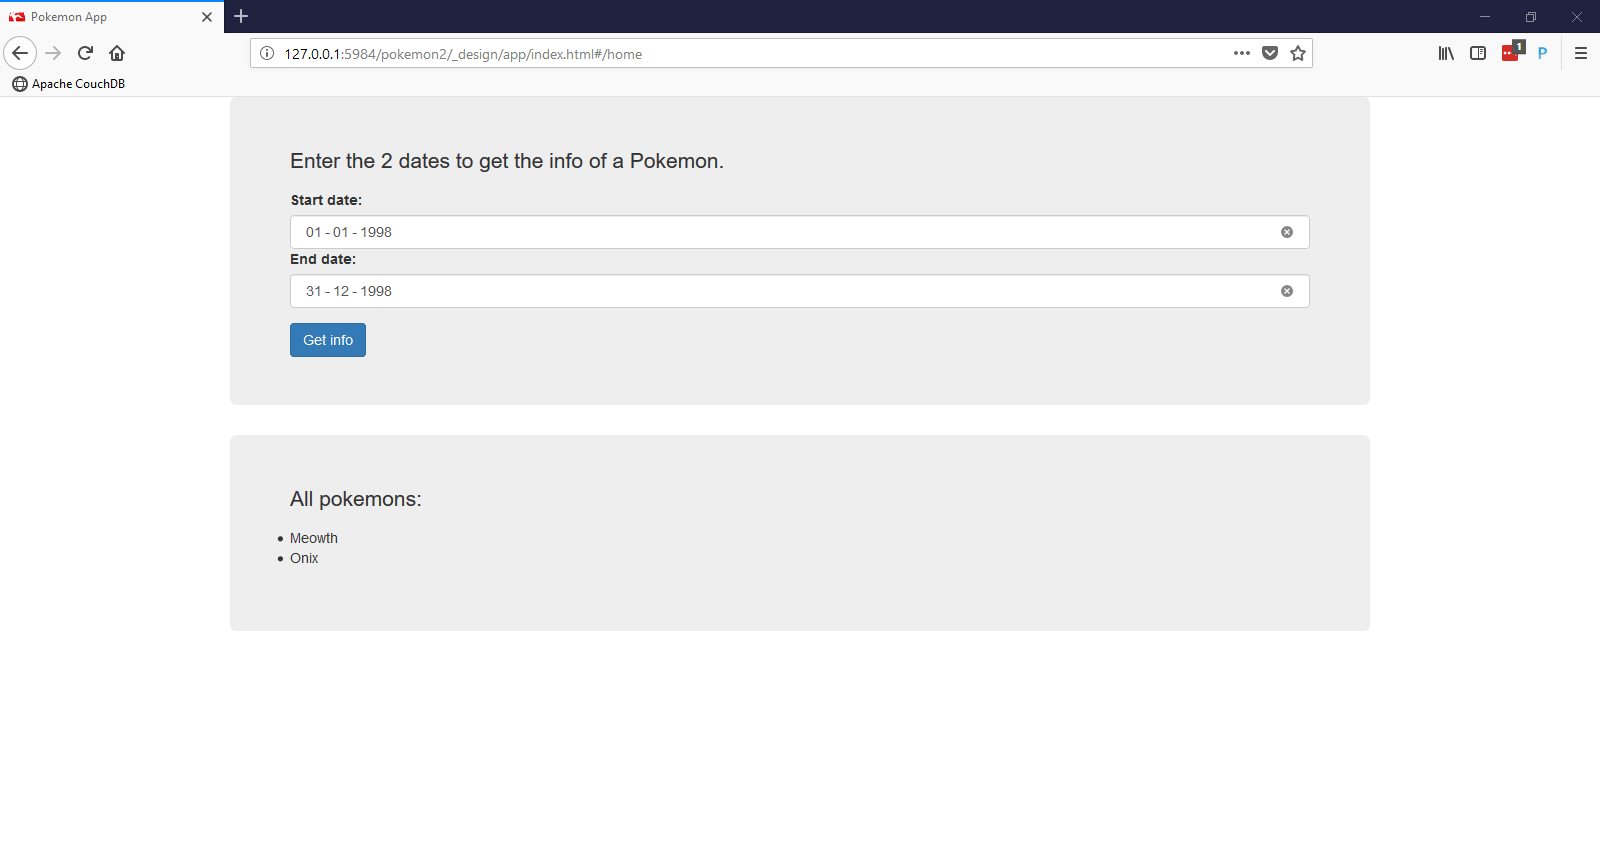 Pokemon App
127.0.0.1:5984/pokemon2/_design/app/index.html#/home
1
P
Apache CouchDB
Enter the 2 dates to get the info of a Pokemon.
Start date:
01 - 01 - 1998
End date:
31 - 12 - 1998
Get info
All pokemons:
Meowth
Onix